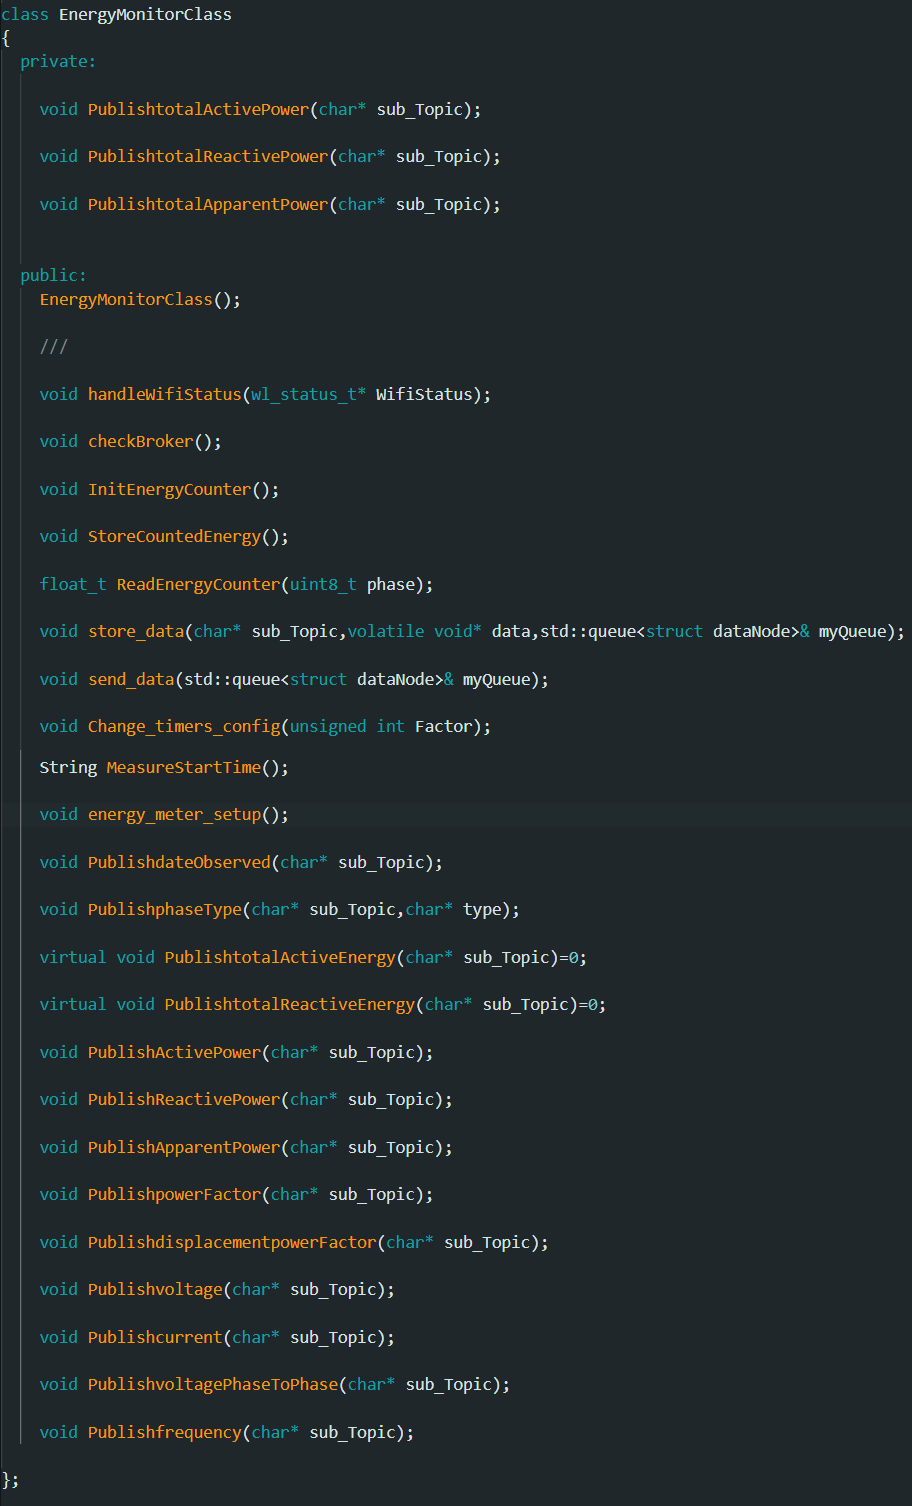 class EnergyMonitorClass
{
private:
void PublishtotalActivePower(char* sub_Topic);
void PublishtotalReactivePower(char* sub_Topic);
void PublishtotalApparentPower(char* sub_Topic);
public:
EnergyMonitorClass();
///
void handleWifiStatus(wl_status_t* WifiStatus);
void checkBroker();
void InitEnergyCounter();
void StoreCountedEnergy();
float_t ReadEnergyCounter(uint8_t phase);
void store_data(char* sub_Topic,volatile void* data,std::queue<struct dataNode>& myQueue);
void send_data(std::queue<struct dataNode>& myQueue);
void Change_timers_config(unsigned int Factor);
String MeasureStartTime();
void energy_meter_setup();
void PublishdateObserved(char* sub_Topic);
void PublishphaseType(char* sub_Topic,char* type);
virtual void PublishtotalActiveEnergy(char* sub_Topic)=0;
virtual void PublishtotalReactiveEnergy(char* sub_Topic)=0;
void PublishActivePower(char* sub_Topic);
void PublishReactivePower(char* sub_Topic);
void PublishApparentPower(char* sub_Topic);
void PublishpowerFactor(char* sub_Topic);
void PublishdisplacementpowerFactor(char* sub_Topic);
void Publishvoltage(char* sub_Topic);
void Publishcurrent(char* sub_Topic);
void PublishvoltagePhaseToPhase(char* sub_Topic);
void Publishfrequency(char* sub_Topic);
};